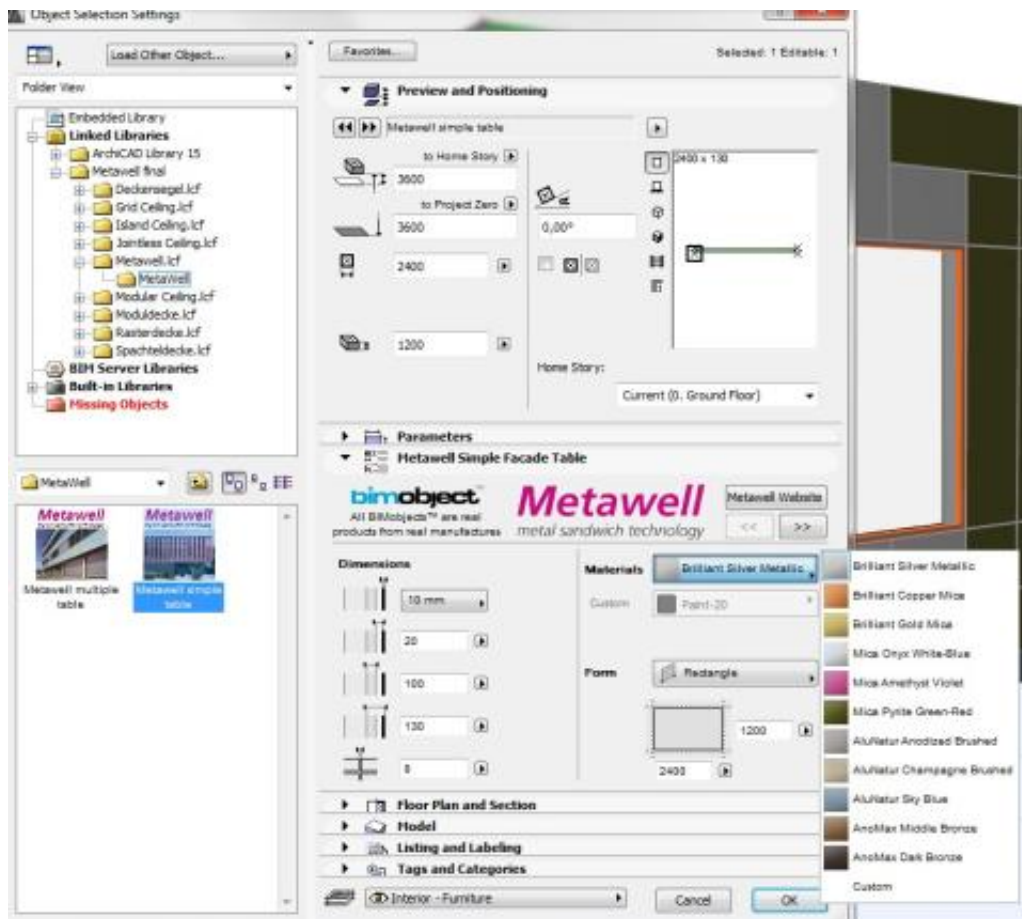 Object Selection Settings
Load Other Object...
Folder View
Embedded Library
Linked Libraries
ArchiCAD Library 15
Metawell final
Deckensegel.lcf
Grid Ceiling.lcf
Island Ceiling.lcf
Jointless Ceiling.lcf
Metawell.lcf
MetaWell
Modular Ceiling.lcf
Moduldecke.lcf
Rasterdecke.lcf
Spachteldecke.lcf
BIM Server Libraries
Built-in Libraries
Missing Objects
MetaWell
Metawell
Metawell multiple table
Metawell
Metawell simple table
Favorites...
Selected: 1 Editable: 1
Preview and Positioning
Metawell simple table
to Home Story
3600
to Project Zero
3600
0,00°
2400
1200
2400 x 130
Home Story:
Current (0. Ground Floor)
Parameters
Metawell Simple Facade Table
bimobject
All BIMobjects™ are real
products from real manufactures
Metawell
metal sandwich technology
Metawell Website
<< >>
Dimensions
10 mm
20
100
130
8
Materials
Brilliant Silver Metallic
Custom
Paint-20
Form
Rectangle
1200
2400
Brilliant Silver Metallic
Brilliant Copper Mica
Brilliant Gold Mica
Mica Onyx White-Blue
Mica Amethyst Violet
Mica Pyrite Green-Red
AluNatur Anodized Brushed
AluNatur Champagne Brushed
AluNatur Sky Blue
AnoMax Middle Bronze
AnoMax Dark Bronze
Custom
Floor Plan and Section
Model
Listing and Labeling
Tags and Categories
Interior - Furniture
Cancel
OK